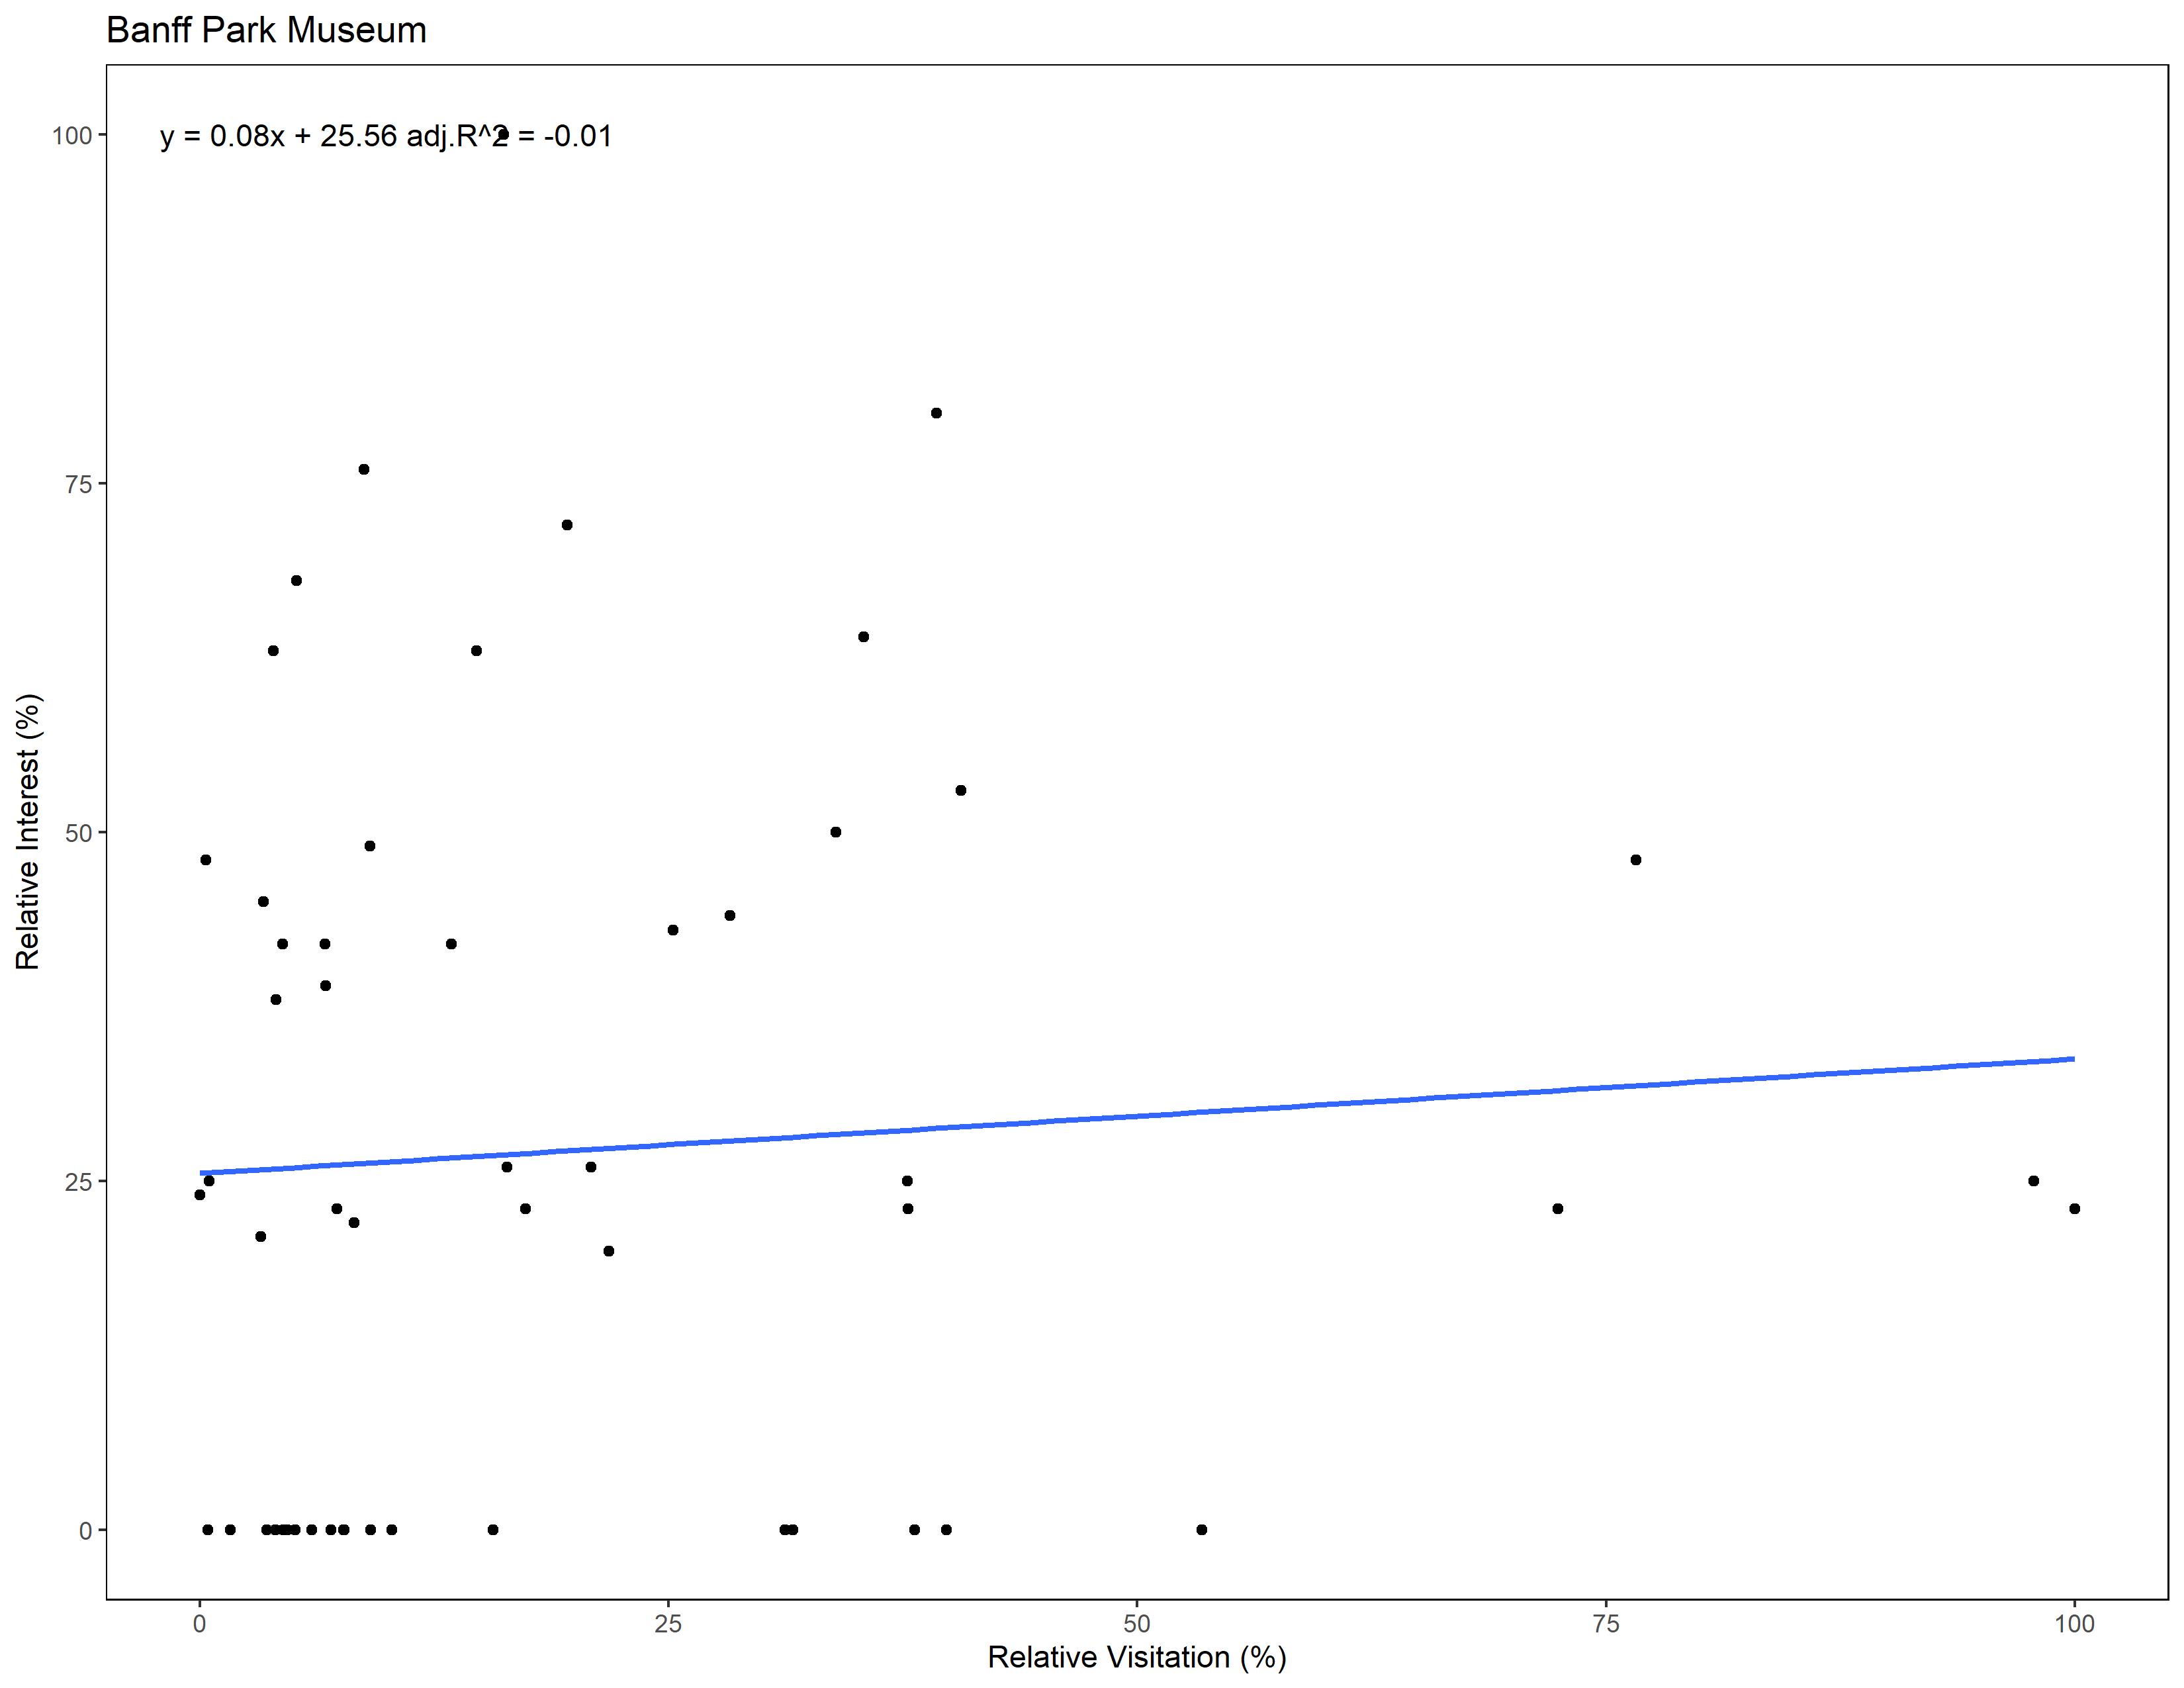 Banff Park Museum
y = 0.08x + 25.56 adj.R^2 = -0.01
100
75
50
25
0
Relative Interest (%)
0 25 50 75 100
Relative Visitation (%)